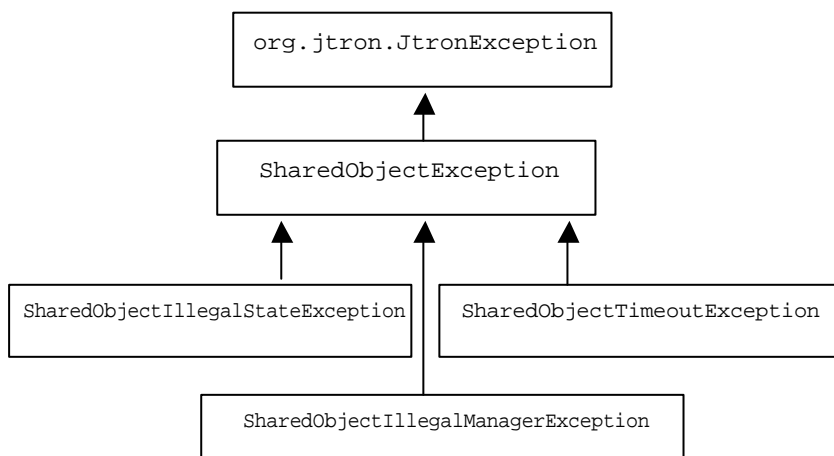 org.jtron.JtronException
SharedObjectException
SharedObjectIllegalStateException
SharedObjectTimeoutException
SharedObjectIllegalManagerException